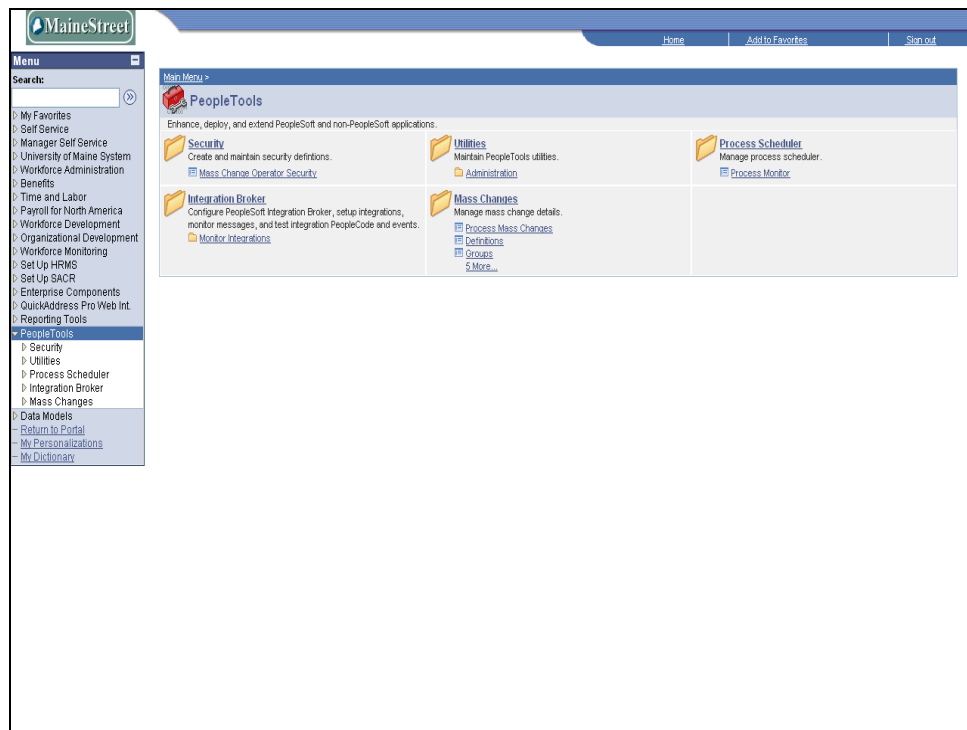 MaineStreet
Home
Add to Favorites
Sign out
Menu
Search:
My Favorites
Self Service
Manager Self Service
University of Maine System
Workforce Administration
Benefits
Time and Labor
Payroll for North America
Workforce Development
Organizational Development
Workforce Monitoring
Set Up HRMS
Set Up SACR
Enterprise Components
QuickAddress Pro Web Int.
Reporting Tools
PeopleTools
Security
Utilities
Process Scheduler
Integration Broker
Mass Changes
Data Models
Return to Portal
My Personalizations
My Dictionary
Main Menu >
PeopleTools
Enhance, deploy, and extend PeopleSoft and non-PeopleSoft applications.
Security
Create and maintain security defintions.
Mass Change Operator Security
Utilities
Maintain PeopleTools utilities.
Administration
Process Scheduler
Manage process scheduler.
Process Monitor
Integration Broker
Configure PeopleSoft Integration Broker, setup integrations,
monitor messages, and test integration PeopleCode and events.
Monitor Integrations
Mass Changes
Manage mass change details.
Process Mass Changes
Definitions
Groups
5 More...